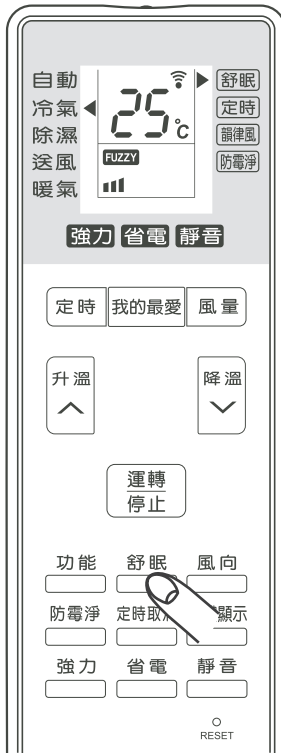 自動 舒眠
冷氣 25°C 定時
除濕 韻律風
送風 FUZZY 防霉淨
暖氣
強力 省電 靜音
定時 我的最愛 風量
升溫 降溫
運轉
停止
功能 舒眠 風向
防霉淨 定時取 顯示
強力 省電 靜音
RESET